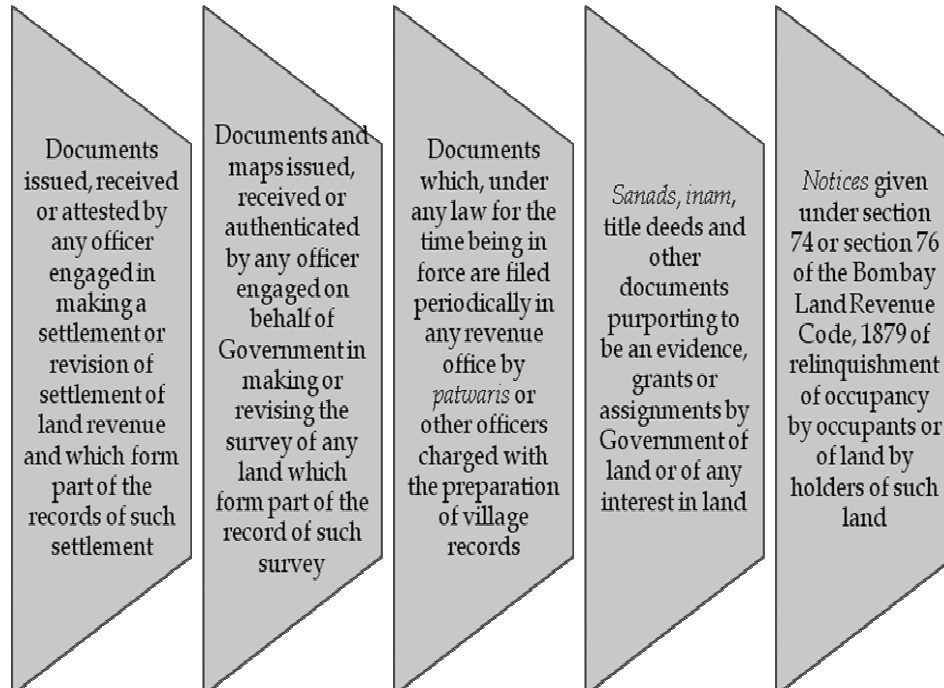 Documents
issued, received
or attested by
any officer
engaged in
making a
settlement or
revision of
settlement of
land revenue
and which form
part of the
records of such
settlement
Documents and
maps issued,
received or
authenticated
by any officer
engaged on
behalf of
Government in
making or
revising the
survey of any
land which
form part of the
record of such
survey
Documents
which, under
any law for the
time being in
force are filed
periodically in
any revenue
office by
patwaris or
other officers
charged with
the preparation
of village
records
Sanads, inam,
title deeds and
other
documents
purporting to
be an evidence,
grants or
assignments by
Government of
land or of any
interest in land
Notices given
under section
74 or section 76
of the Bombay
Land Revenue
Code, 1879 of
relinquishment
of occupancy
by occupants or
of land by
holders of such
land